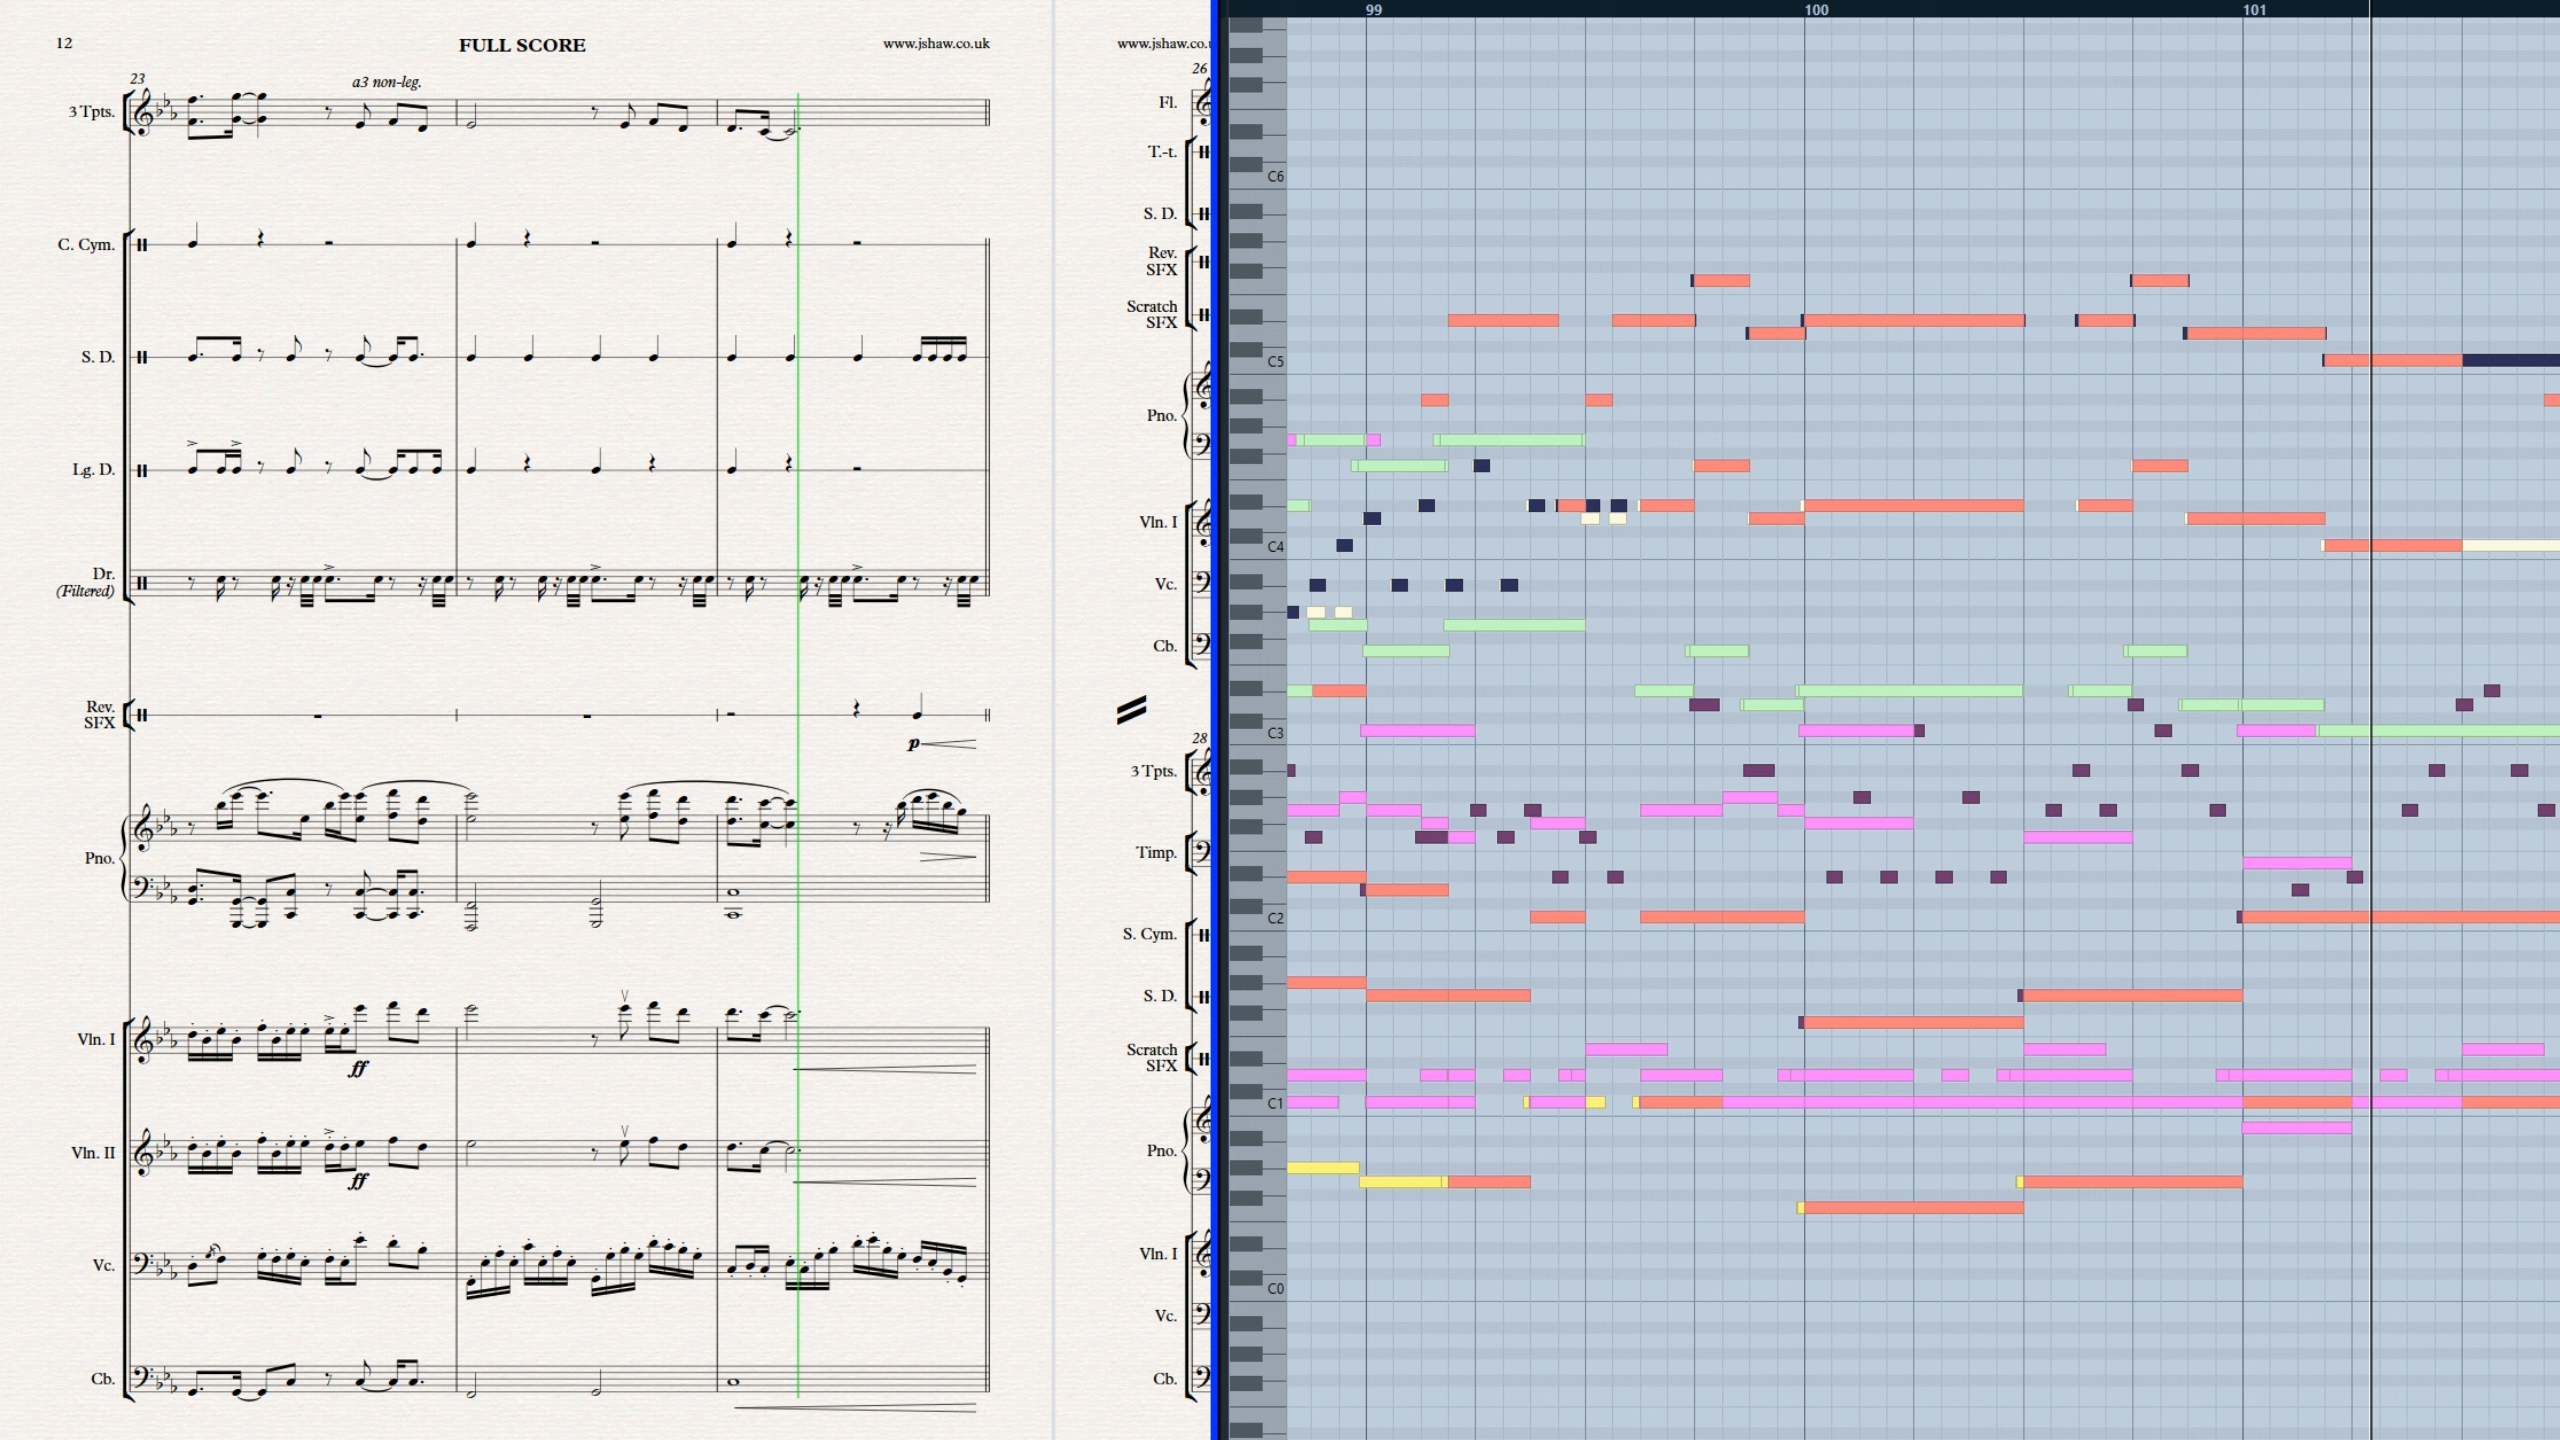 12
FULL SCORE
www.jshaw.co.uk
23
a3 non-leg.
3 Tpts.
C. Cym.
S. D.
Lg. D.
Dr.
(Filtered)
Rev.
SFX
p
Pno.
Vln. I
ff
Vln. II
ff
Vc.
Cb.
www.jshaw.co.u
26
Fl.
T.-t.
S. D.
Rev.
SFX
Scratch
SFX
Pno.
Vln. I
Vc.
Cb.
28
3 Tpts.
Timp.
S. Cym.
S. D.
Scratch
SFX
Pno.
Vln. I
Vc.
Cb.
99
100
101
C6
C5
C4
C3
C2
C1
C0